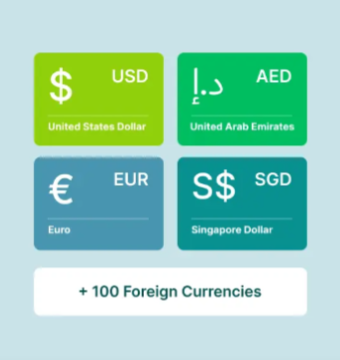 $ USD
United States Dollar
د.إ AED
United Arab Emirates
€ EUR
Euro
S$ SGD
Singapore Dollar
+ 100 Foreign Currencies